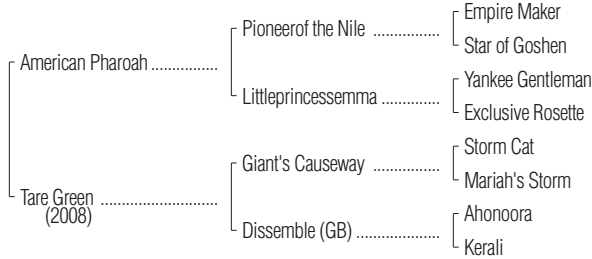 Empire Maker
Pioneerof the Nile ................
Star of Goshen
American Pharoah ................
Yankee Gentleman
Littleprincessemma ..............
Exclusive Rosette
Storm Cat
Giant's Causeway ................
Mariah's Storm
Tare Green ............................
(2008)
Ahonoora
Dissemble (GB) ....................
Kerali